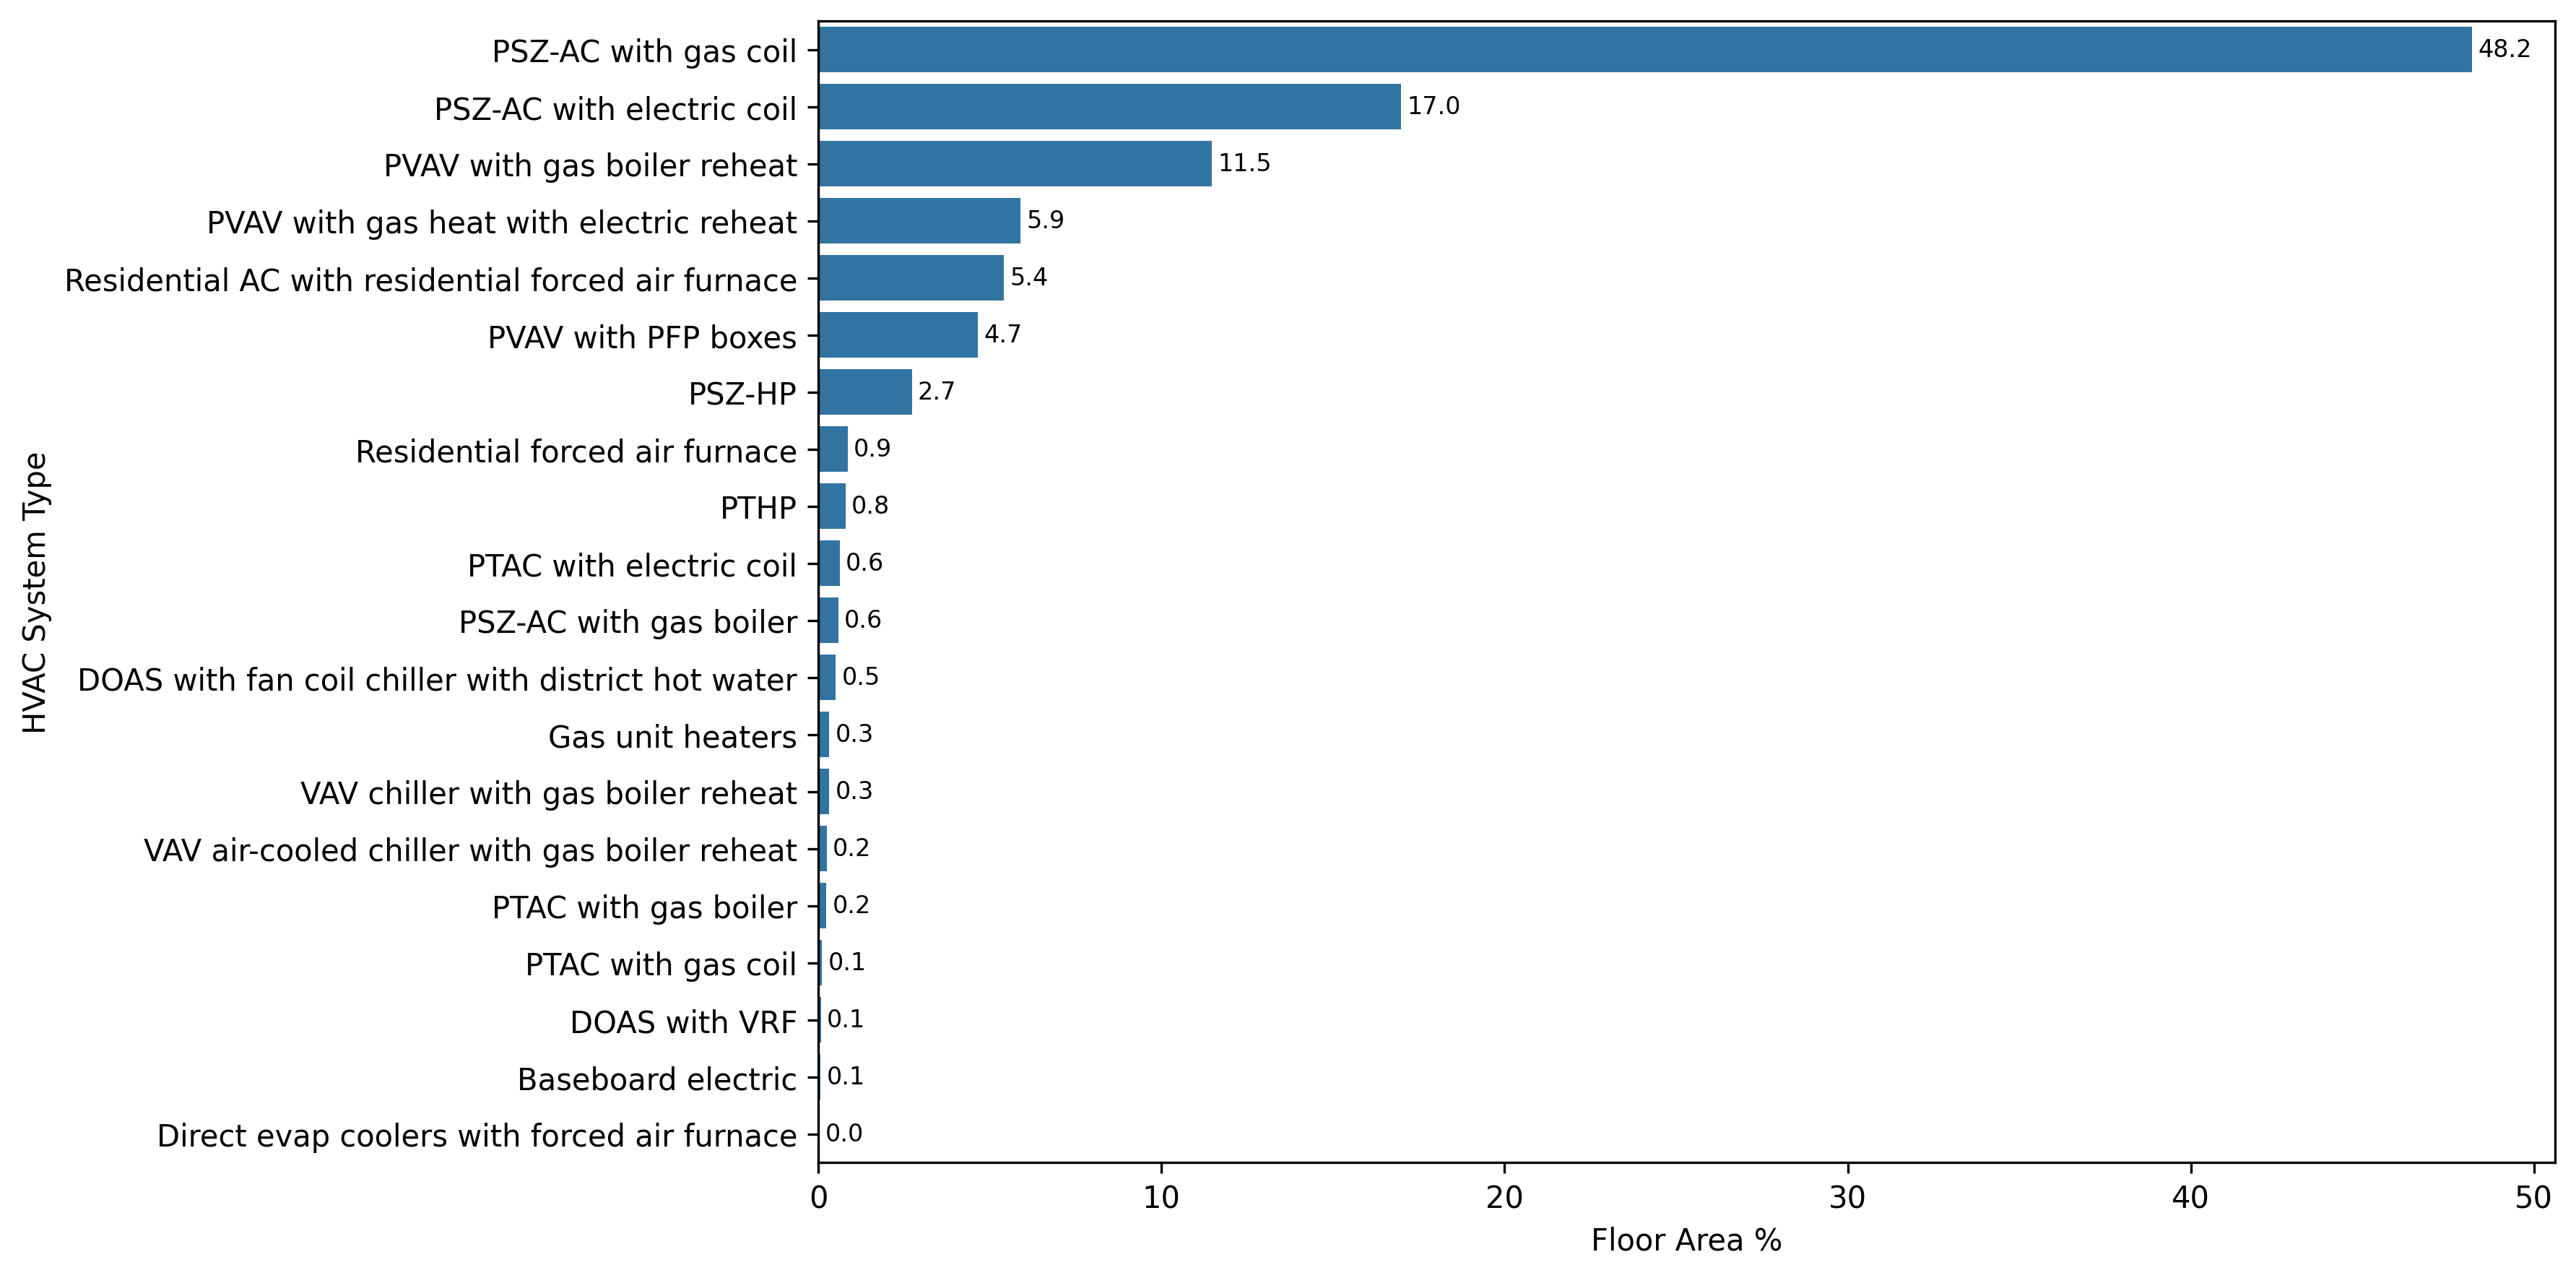 HVAC System Type
PSZ-AC with gas coil 48.2
PSZ-AC with electric coil 17.0
PVAV with gas boiler reheat 11.5
PVAV with gas heat with electric reheat 5.9
Residential AC with residential forced air furnace 5.4
PVAV with PFP boxes 4.7
PSZ-HP 2.7
Residential forced air furnace 0.9
PTHP 0.8
PTAC with electric coil 0.6
PSZ-AC with gas boiler 0.6
DOAS with fan coil chiller with district hot water 0.5
Gas unit heaters 0.3
VAV chiller with gas boiler reheat 0.3
VAV air-cooled chiller with gas boiler reheat 0.2
PTAC with gas boiler 0.2
PTAC with gas coil 0.1
DOAS with VRF 0.1
Baseboard electric 0.1
Direct evap coolers with forced air furnace 0.0
0 10 20 30 40 50
Floor Area %